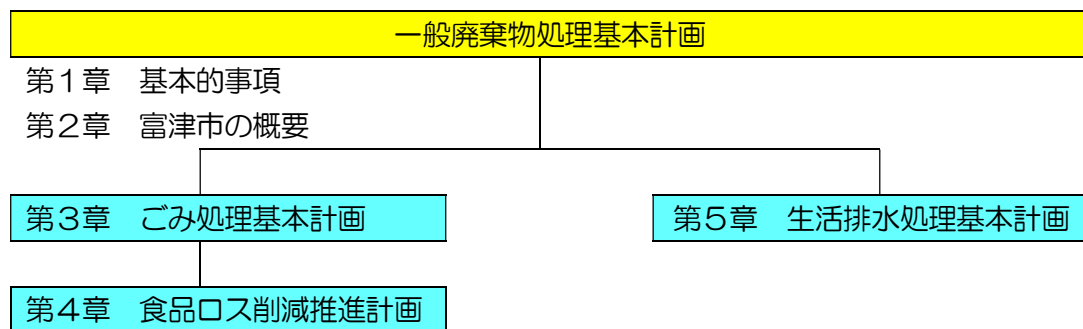 一般廃棄物処理基本計画
第１章　基本的事項
第２章　富津市の概要
第３章　ごみ処理基本計画
第５章　生活排水処理基本計画
第４章　食品ロス削減推進計画